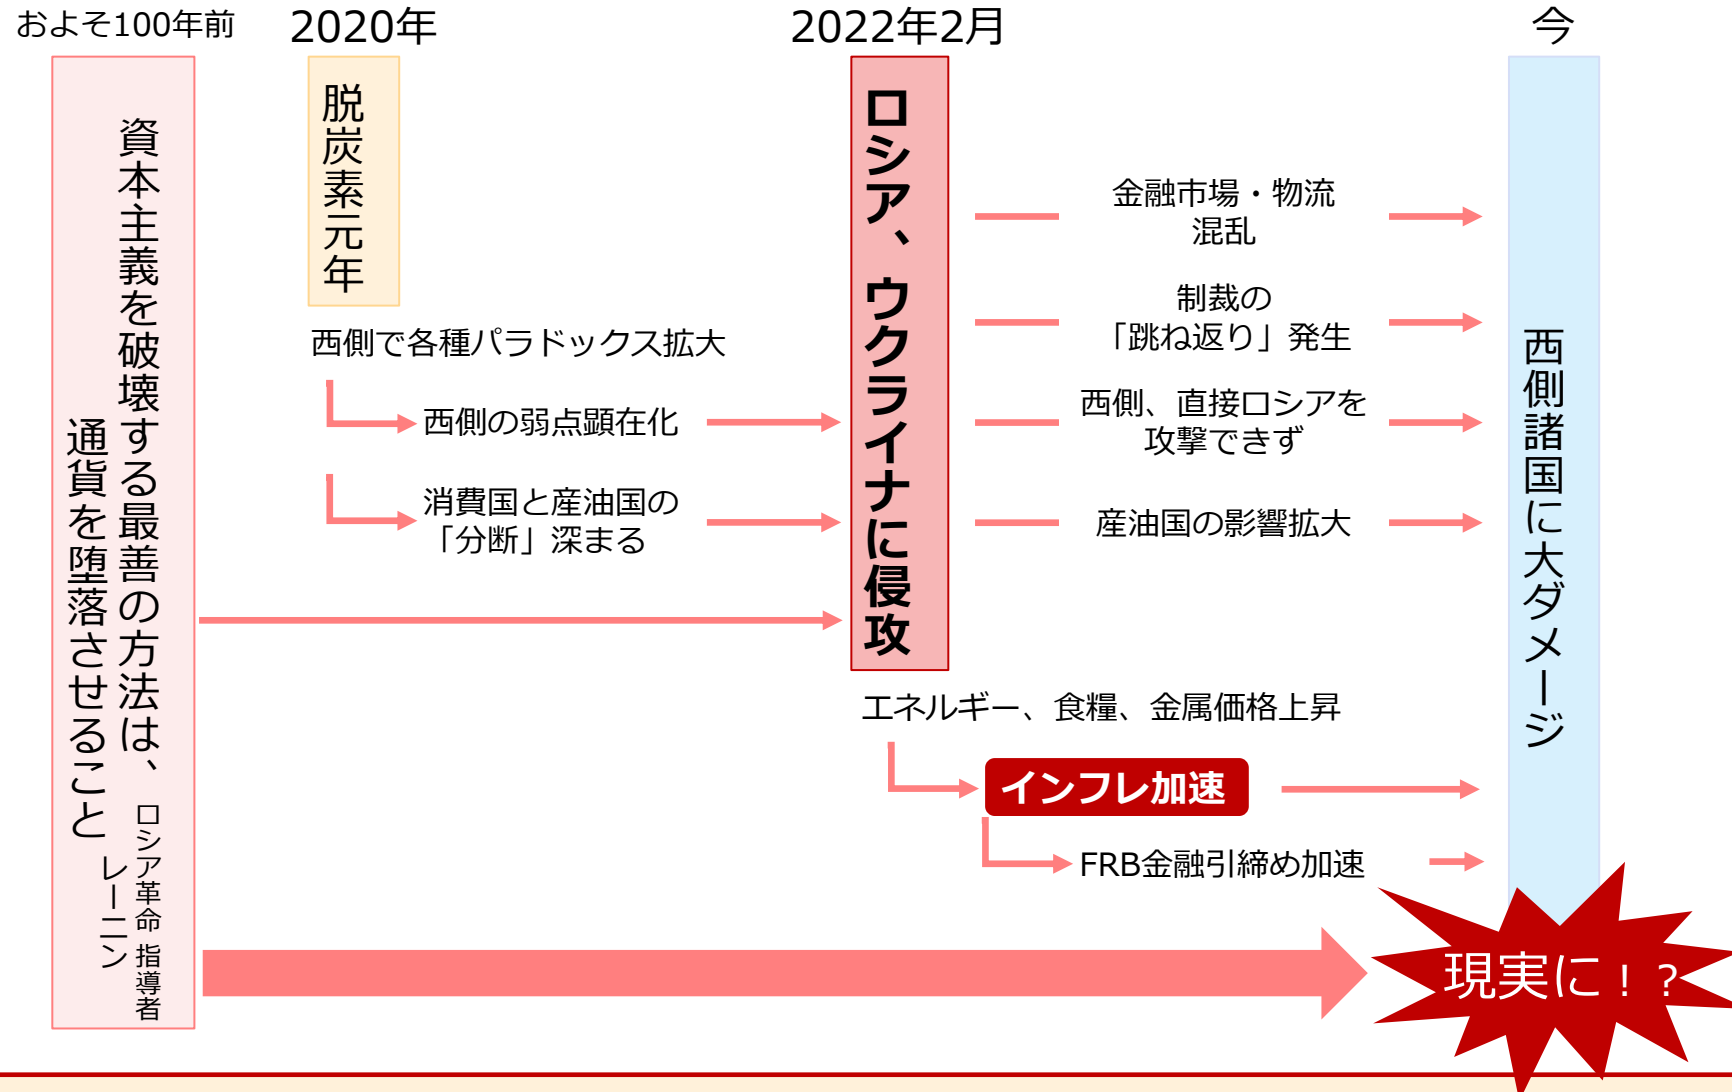 およそ100年前
2020年
2022年2月
今
資本主義を破壊する最善の方法は、
通貨を堕落させること
ロシア革命 指導者
レーニン
脱炭素元年
西側で各種パラドックス拡大
西側の弱点顕在化
消費国と産油国の
「分断」深まる
ロシア、ウクライナに侵攻
金融市場・物流
混乱
制裁の
「跳ね返り」発生
西側、直接ロシアを
攻撃できず
産油国の影響拡大
エネルギー、食糧、金属価格上昇
インフレ加速
FRB金融引締め加速
西側諸国に大ダメージ
現実に！？